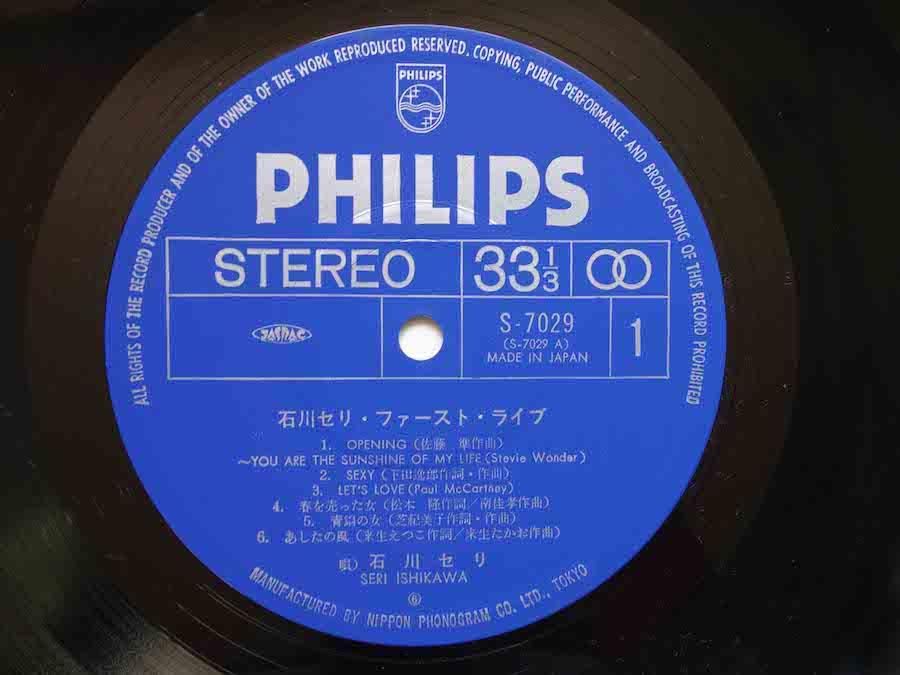 ALL RIGHTS OF THE RECORD PRODUCER AND OF THE OWNER OF THE WORK REPRODUCED RESERVED. COPYING, PUBLIC PERFORMANCE AND BROADCASTING OF THIS RECORD PROHIBITED
PHILIPS
PHILIPS
STEREO
33 1/3
JASRAC
S-7029
(S-7029 A)
MADE IN JAPAN
1
石川セリ・ファースト・ライブ
1. OPENING (佐藤 準作曲)
~YOU ARE THE SUNSHINE OF MY LIFE (Stevie Wonder)
2. SEXY (下田逸郎作詞・作曲)
3. LET'S LOVE (Paul McCartney)
4. 春を売った女 (松本 隆作詞/南佳孝作曲)
5. 青銅の女 (芝紀美子作詞・作曲)
6. あしたの風 (来生えつこ作詞/来生たかお作曲)
唄) 石川セリ
SERI ISHIKAWA
⑥
MANUFACTURED BY NIPPON PHONOGRAM CO. LTD., TOKYO